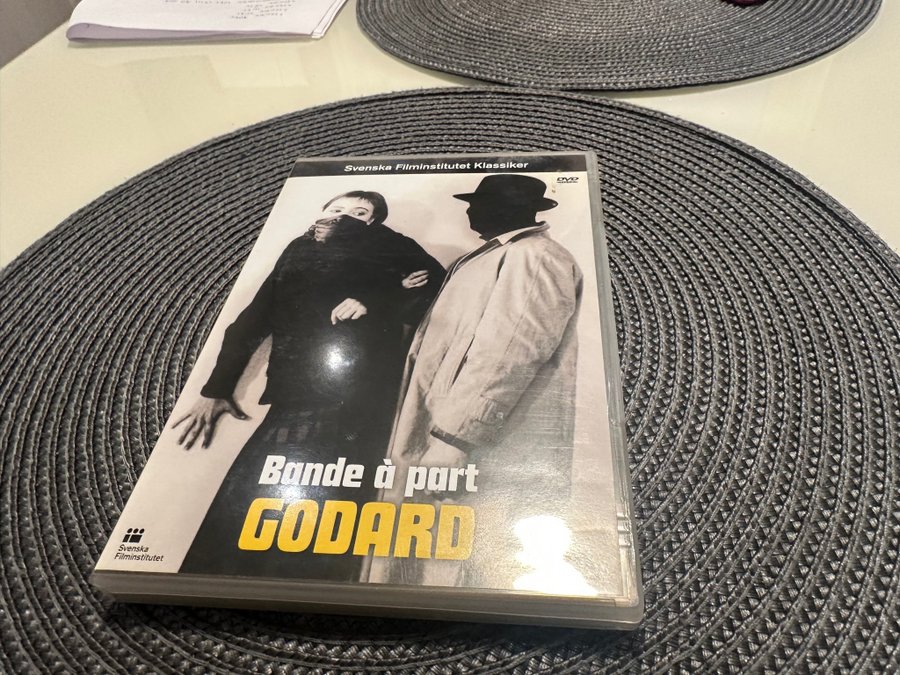 Svenska Filminstitutet Klassiker
DVD
Bande à part
GODARD
Svenska
Filminstitutet